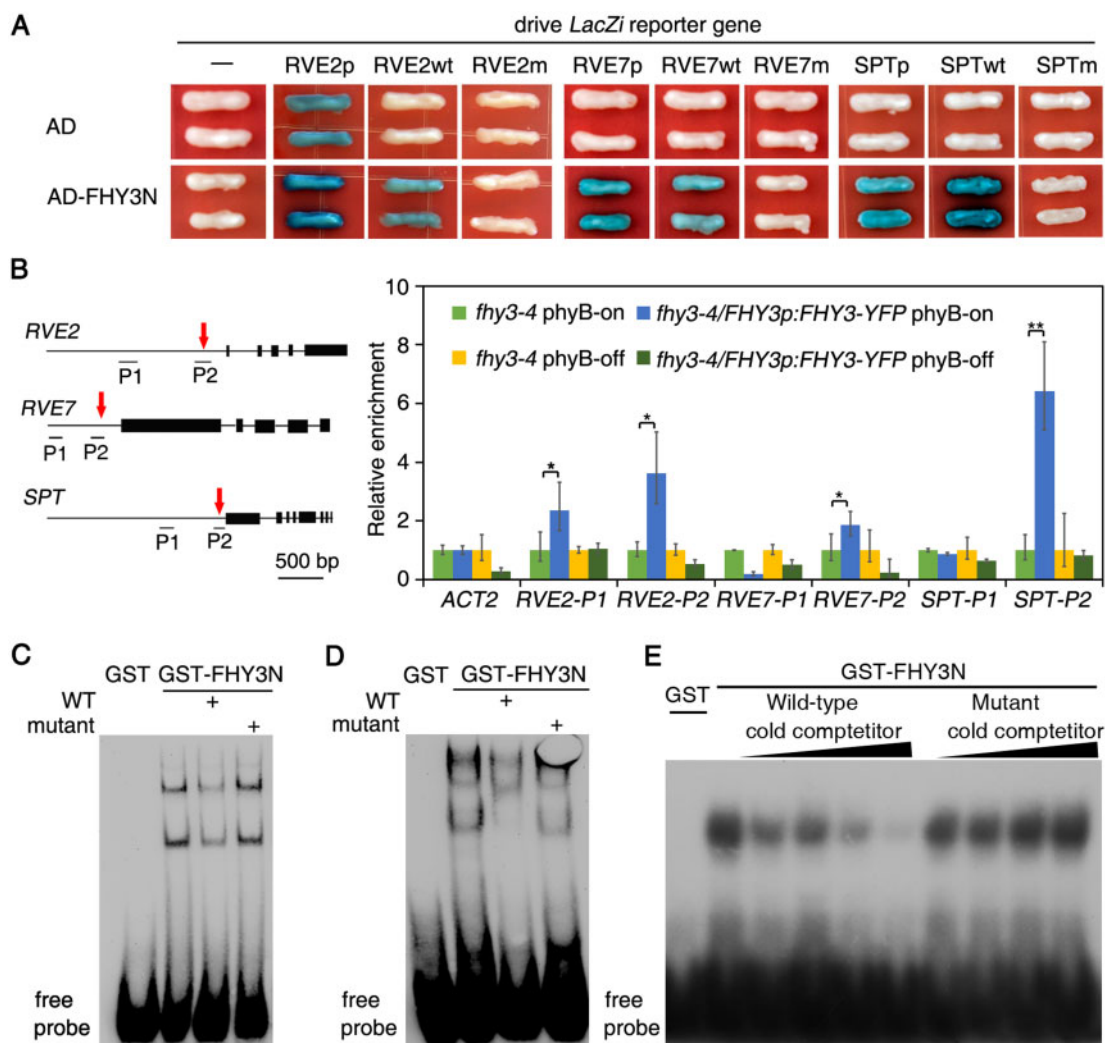 A
drive LacZi reporter gene
— RVE2p RVE2wt RVE2m RVE7p RVE7wt RVE7m SPTp SPTwt SPTm
AD
AD-FHY3N
B
RVE2
P1 P2
RVE7
P1 P2
SPT
P1 P2
500 bp
Relative enrichment
10
8
6
4
2
0
fhy3-4 phyB-on fhy3-4/FHY3p:FHY3-YFP phyB-on
fhy3-4 phyB-off fhy3-4/FHY3p:FHY3-YFP phyB-off
* * * **
ACT2 RVE2-P1 RVE2-P2 RVE7-P1 RVE7-P2 SPT-P1 SPT-P2
C
GST GST-FHY3N
WT +
mutant +
free
probe
D
GST GST-FHY3N
WT +
mutant +
free
probe
E
GST-FHY3N
GST
Wild-type
cold comptetitor
Mutant
cold comptetitor